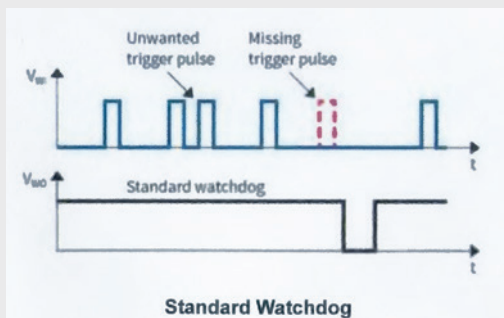 Unwanted
trigger pulse
Missing
trigger pulse
VWI
t
VWO
Standard watchdog
t
Standard Watchdog